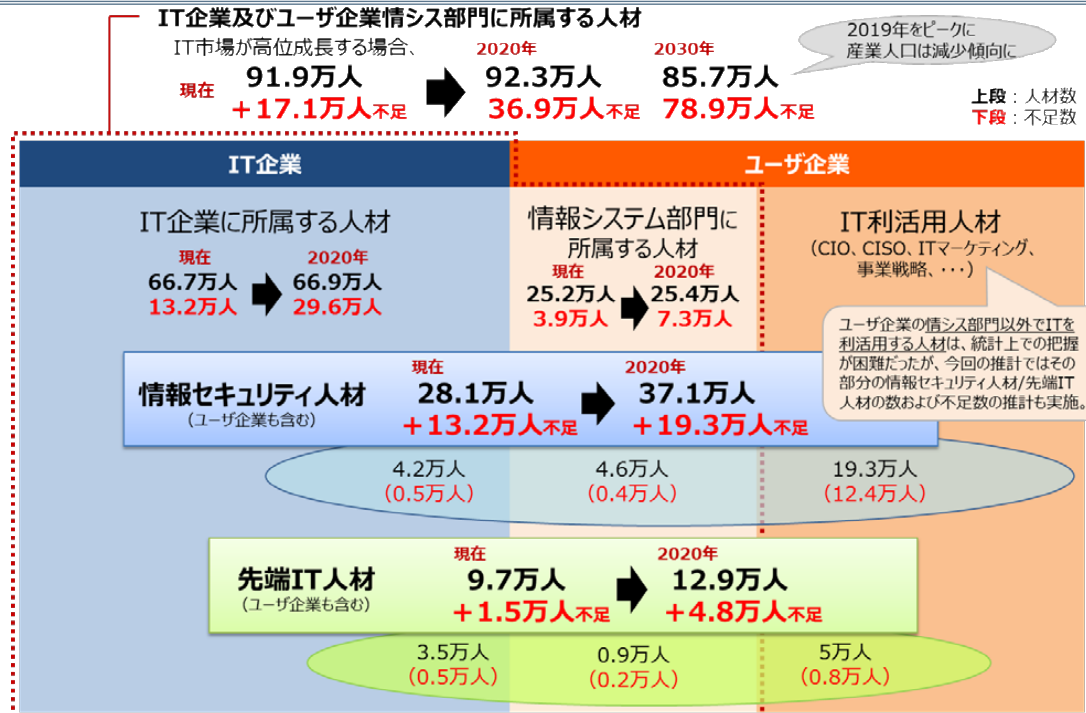 IT企業及びユーザ企業情シス部門に所属する人材
IT市場が高位成長する場合、
現在
91.9万人
+17.1万人不足
2020年
92.3万人
36.9万人不足
2030年
85.7万人
78.9万人不足
2019年をピークに
産業人口は減少傾向に
上段：人材数
下段：不足数
IT企業
ユーザ企業
IT企業に所属する人材
現在
66.7万人
13.2万人
2020年
66.9万人
29.6万人
情報システム部門に
所属する人材
現在
25.2万人
3.9万人
2020年
25.4万人
7.3万人
IT利活用人材
（CIO、CISO、ITマーケティング、
事業戦略、・・・）
ユーザ企業の情シス部門以外でITを
利活用する人材は、統計上での把握
が困難だったが、今回の推計ではその
部分の情報セキュリティ人材/先端IT
人材の数および不足数の推計も実施。
情報セキュリティ人材
（ユーザ企業も含む）
現在
28.1万人
+13.2万人不足
2020年
37.1万人
+19.3万人不足
4.2万人
(0.5万人)
4.6万人
(0.4万人)
19.3万人
(12.4万人)
先端IT人材
（ユーザ企業も含む）
現在
9.7万人
+1.5万人不足
2020年
12.9万人
+4.8万人不足
3.5万人
(0.5万人)
0.9万人
(0.2万人)
5万人
(0.8万人)